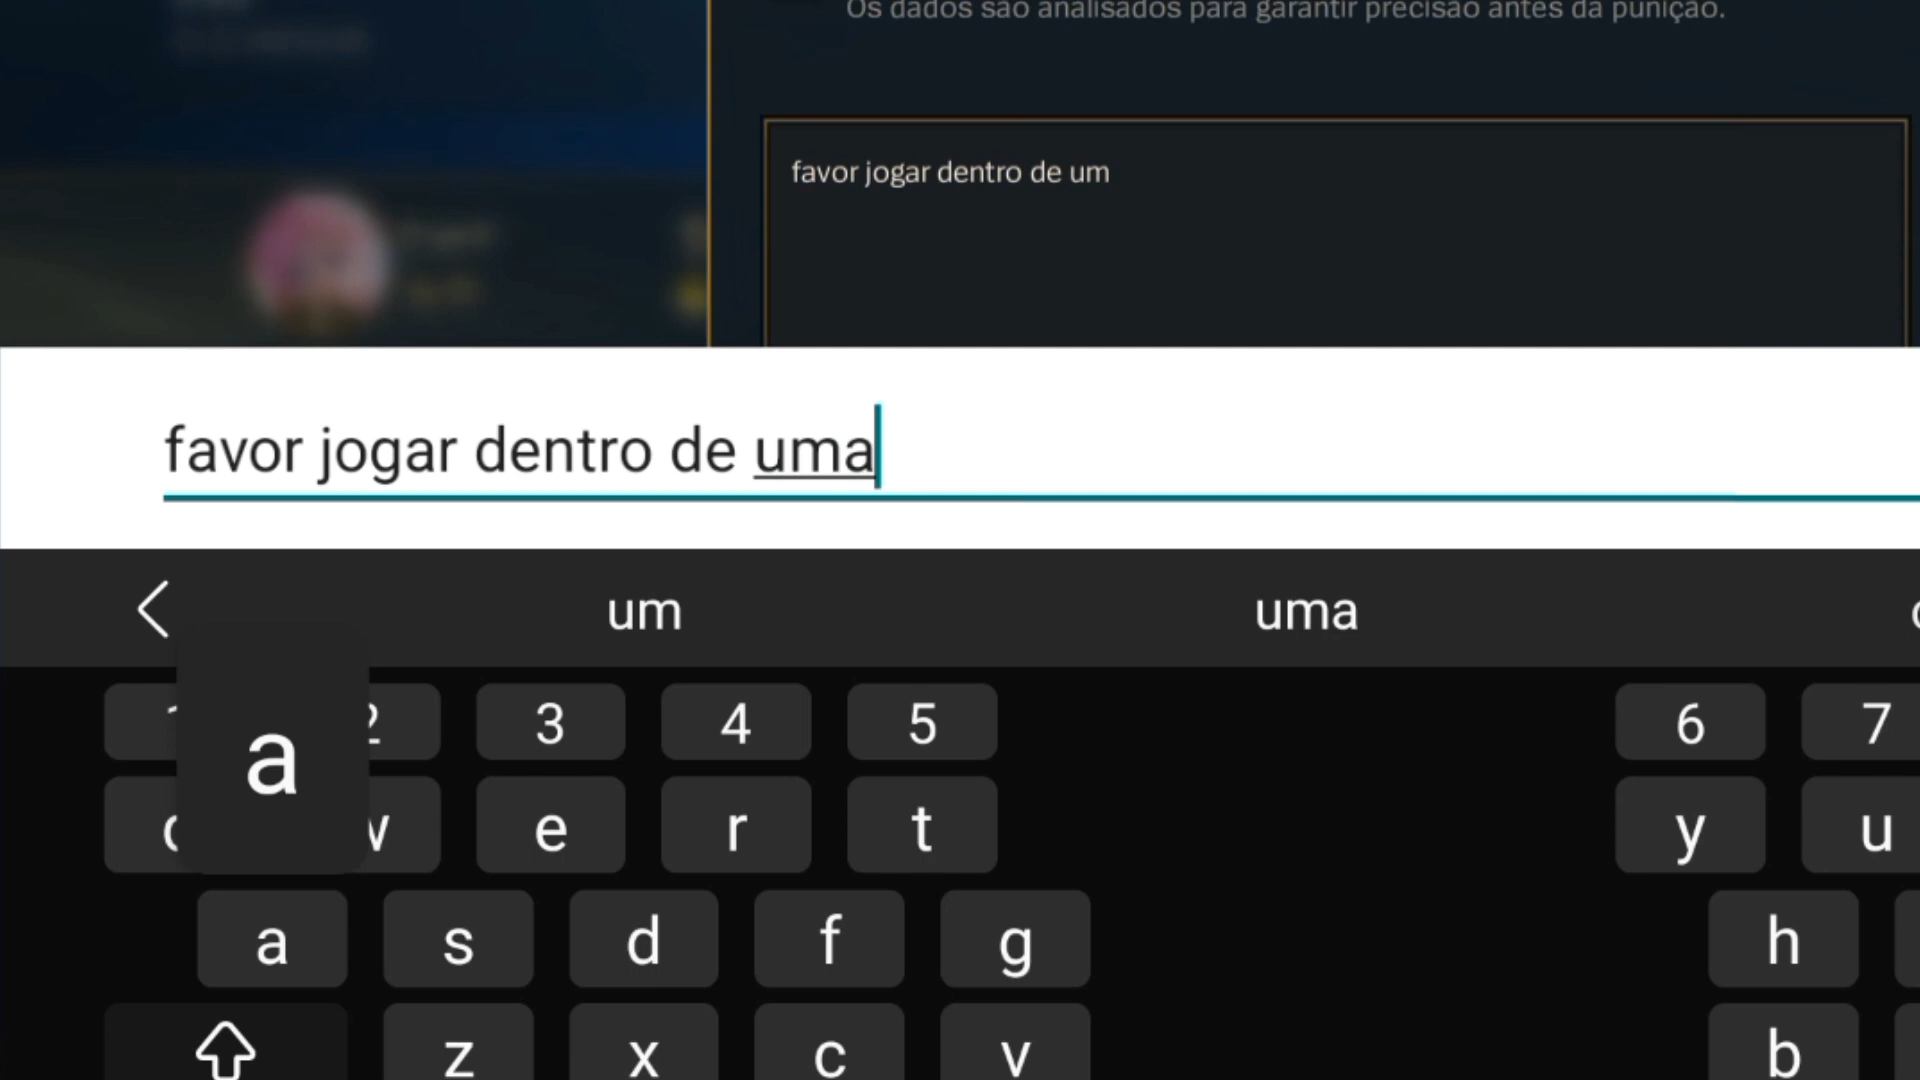 Os dados são analisados para garantir precisão antes da punição.
favor jogar dentro de um
favor jogar dentro de uma
um uma
3 4 5 6 7
a
e r t y u
a s d f g h
z x c v b